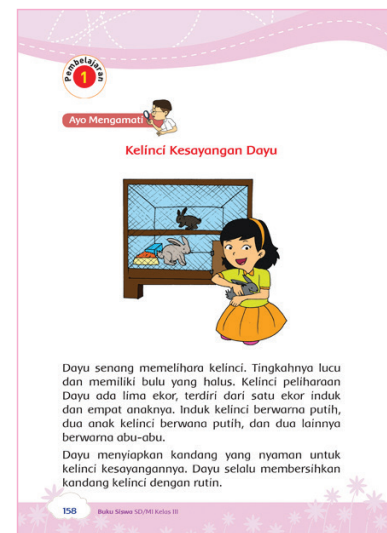 Pembelajaran
1
Ayo Mengamati
Kelinci Kesayangan Dayu
Dayu senang memelihara kelinci. Tingkahnya lucu
dan memiliki bulu yang halus. Kelinci peliharaan
Dayu ada lima ekor, terdiri dari satu ekor induk
dan empat anaknya. Induk kelinci berwarna putih,
dua anak kelinci berwana putih, dan dua lainnya
berwarna abu-abu.
Dayu menyiapkan kandang yang nyaman untuk
kelinci kesayangannya. Dayu selalu membersihkan
kandang kelinci dengan rutin.
158 Buku Siswa SD/MI Kelas III